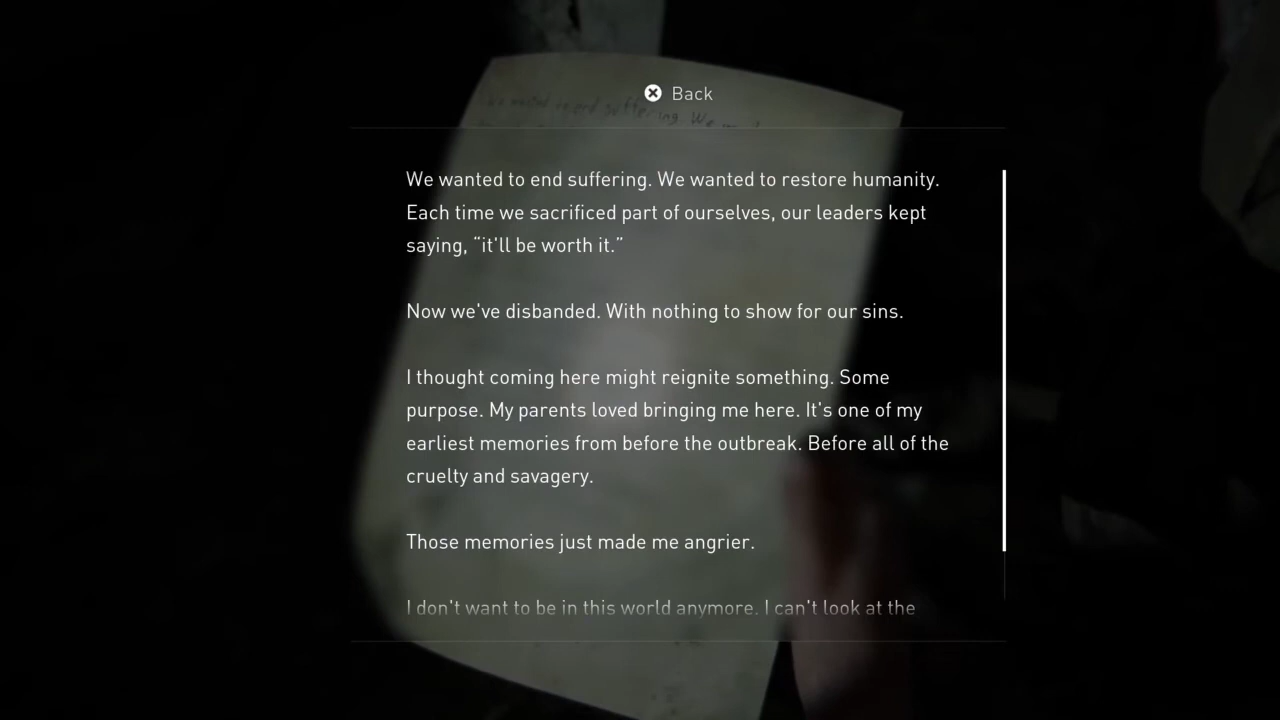 Back
We wanted to end suffering. We wanted to restore humanity.
Each time we sacrificed part of ourselves, our leaders kept
saying, “it'll be worth it.”
Now we've disbanded. With nothing to show for our sins.
I thought coming here might reignite something. Some
purpose. My parents loved bringing me here. It's one of my
earliest memories from before the outbreak. Before all of the
cruelty and savagery.
Those memories just made me angrier.
I don't want to be in this world anymore. I can't look at the